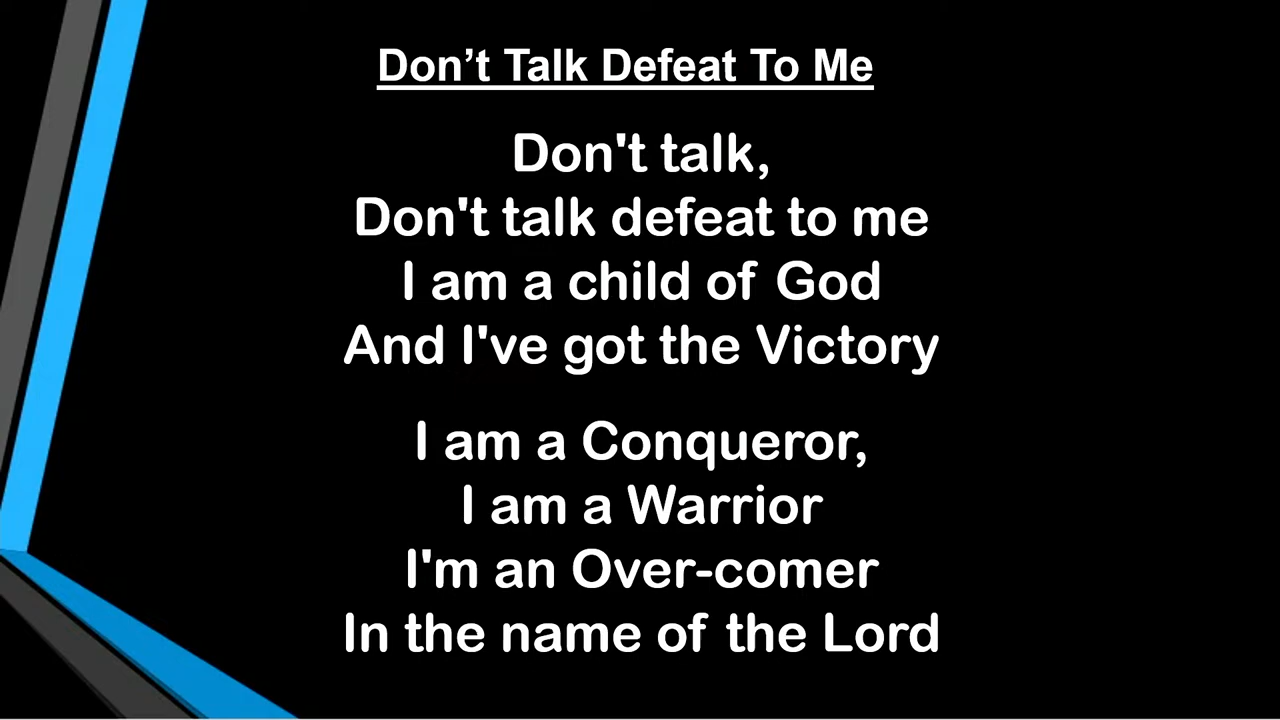 Don’t Talk Defeat To Me
Don't talk,
Don't talk defeat to me
I am a child of God
And I've got the Victory
I am a Conqueror,
I am a Warrior
I'm an Over-comer
In the name of the Lord